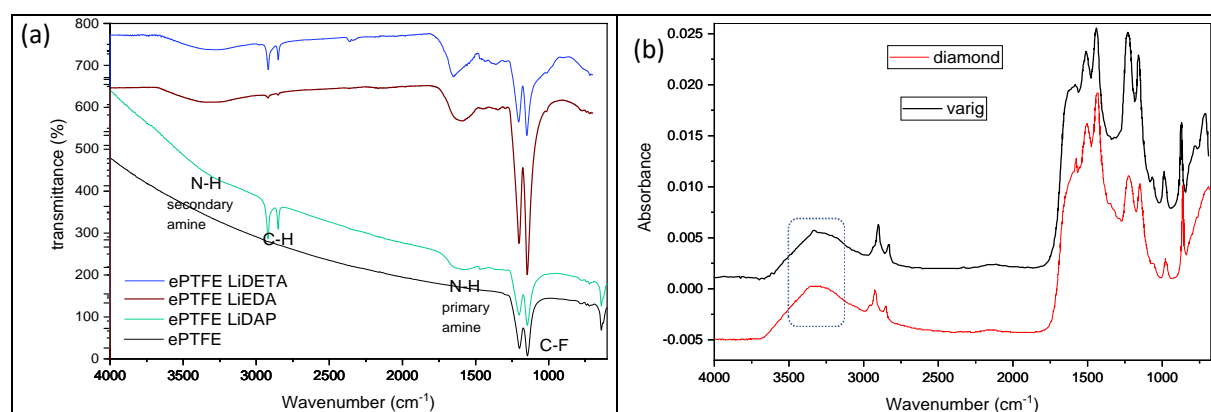 (a)
800
700
600
500
400
300
200
100
0
transmittance (%)
N-H
secondary
amine
C-H
N-H
primary
amine
C-F
ePTFE LiDETA
ePTFE LiEDA
ePTFE LiDAP
ePTFE
4000
3500
3000
2500
2000
1500
1000
Wavenumber (cm-1)
(b)
0.025
0.020
0.015
0.010
0.005
0.000
-0.005
Absorbance
diamond
varig
4000
3500
3000
2500
2000
1500
1000
Wavenumber (cm-1)